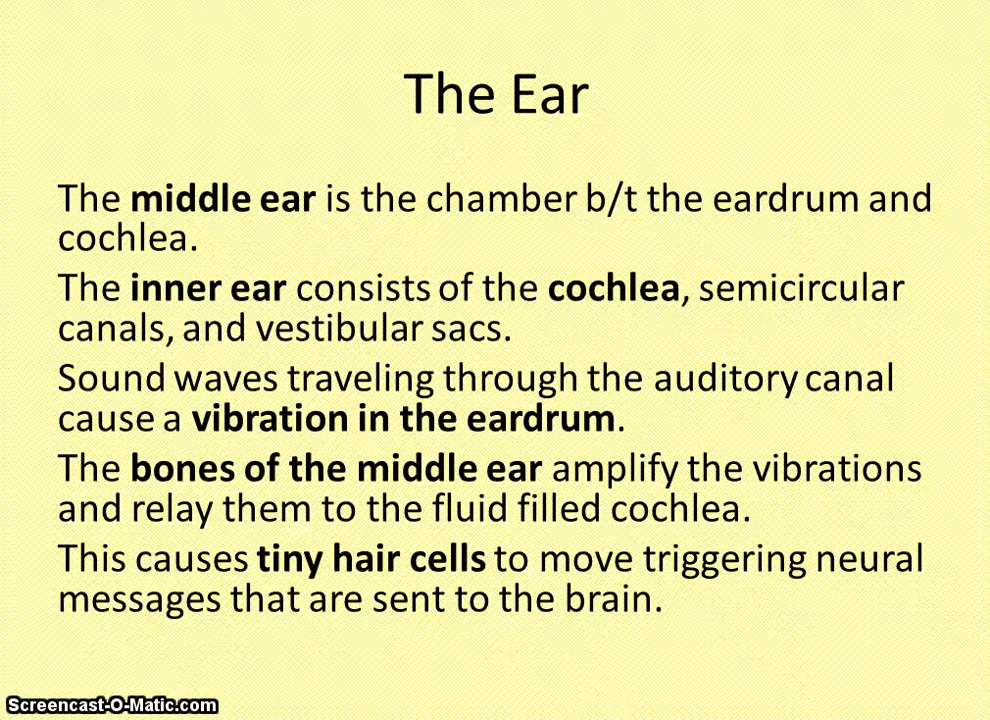 The Ear
The middle ear is the chamber b/t the eardrum and
cochlea.
The inner ear consists of the cochlea, semicircular
canals, and vestibular sacs.
Sound waves traveling through the auditory canal
cause a vibration in the eardrum.
The bones of the middle ear amplify the vibrations
and relay them to the fluid filled cochlea.
This causes tiny hair cells to move triggering neural
messages that are sent to the brain.
Screencast-O-Matic.com